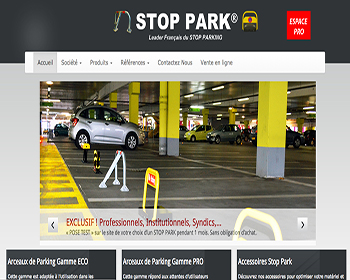 STOP PARK®
Leader Français du STOP PARKING
ESPACE
PRO
Accueil Société Produits Références Contactez Nous Vente en ligne
EXCLUSIF ! Professionnels, Institutionnels, Syndics,...
« POSE TEST » sur le site de votre choix d'un STOP PARK pendant 1 mois. Sans obligation d'achat.
Arceaux de Parking Gamme ECO
Arceaux de Parking Gamme PRO
Accessoires Stop Park
Cette gamme adaptée à l'utilisation dans les
Cette gamme répond aux attentes d'utilisateurs
Découvrez nos accessoires pour optimiser votre matériel et